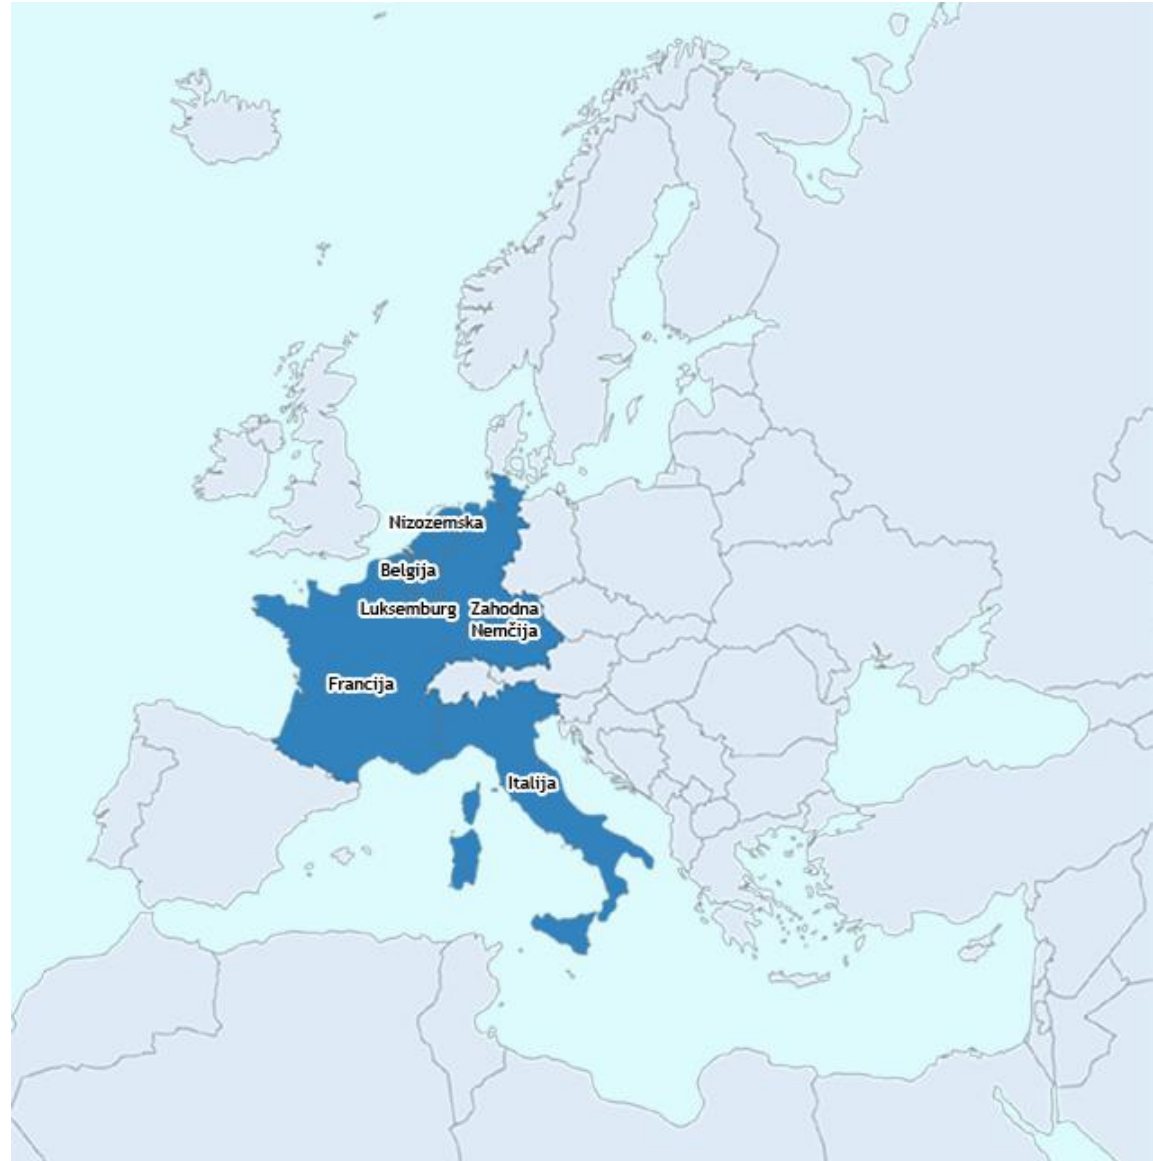 Nizozemska
Belgija
Luksemburg
Zahodna
Nemčija
Francija
Italija